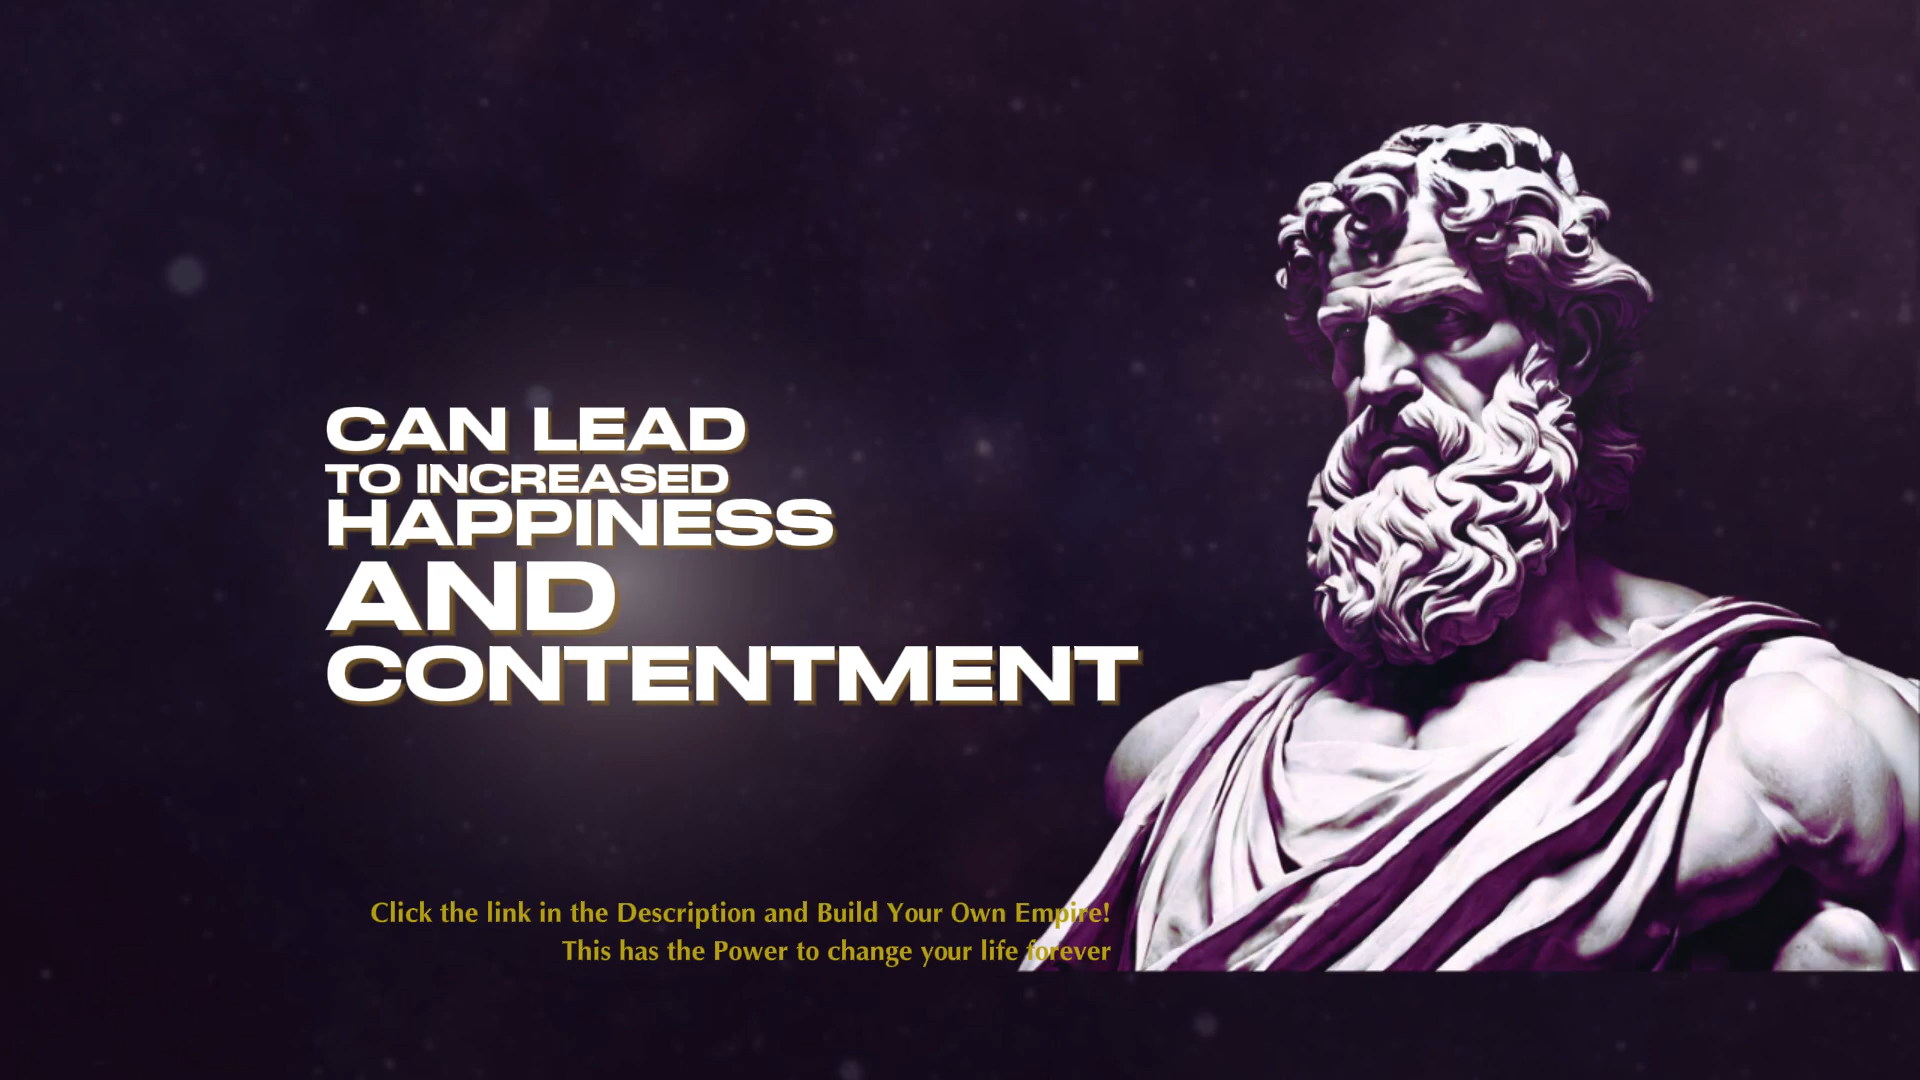 CAN LEAD
TO INCREASED
HAPPINESS
AND
CONTENTMENT
Click the link in the Description and Build Your Own Empire!
This has the Power to change your life forever